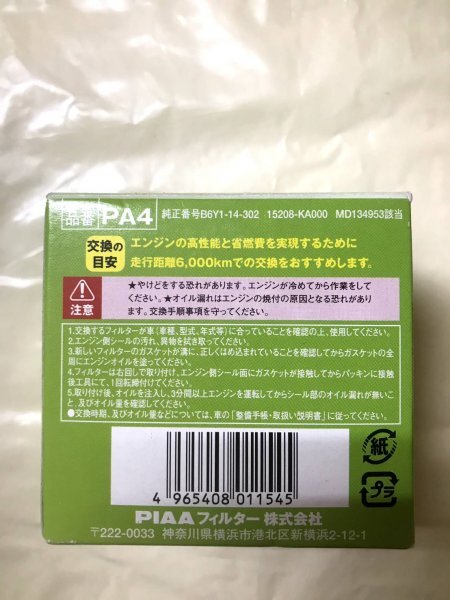 品番 PA4 純正番号B6Y1-14-302 15208-KA000 MD134953該当
交換の目安 エンジンの高性能と省燃費を実現するために
走行距離6,000kmでの交換をおすすめします。
注意 ★やけどをする恐れがあります。エンジンが冷めてから作業をして
ください。★オイル漏れはエンジンの焼付の原因となる恐れがあり
ます。交換手順事項を守ってください。
1.交換するフィルターが車(車種、型式、年式等)に合っていることを確認の上、使用してください。
2.エンジン側シールの汚れ、異物を拭き取ってください。
3.新しいフィルターのガスケットが溝に、正しくはめ込まれていることを確認してからガスケットの全
周にエンジンオイルを塗ってください。
4.フィルターは右回しで取り付け、エンジン側シール面にガスケットが接触してからパッキンに接触
後工具にて、1回転締付けてください。
5.取り付け後、オイルを注入し、3分間以上エンジンを運転してからシール部のオイル漏れが無いこ
と、及びオイル量を確認してください。
●交換時期、及びオイル量などについては、車の「整備手帳・取扱い説明書」に従ってください。
紙
プラ
4 965408 011545
PIAAフィルター株式会社
〒222-0033 神奈川県横浜市港北区新横浜2-12-1